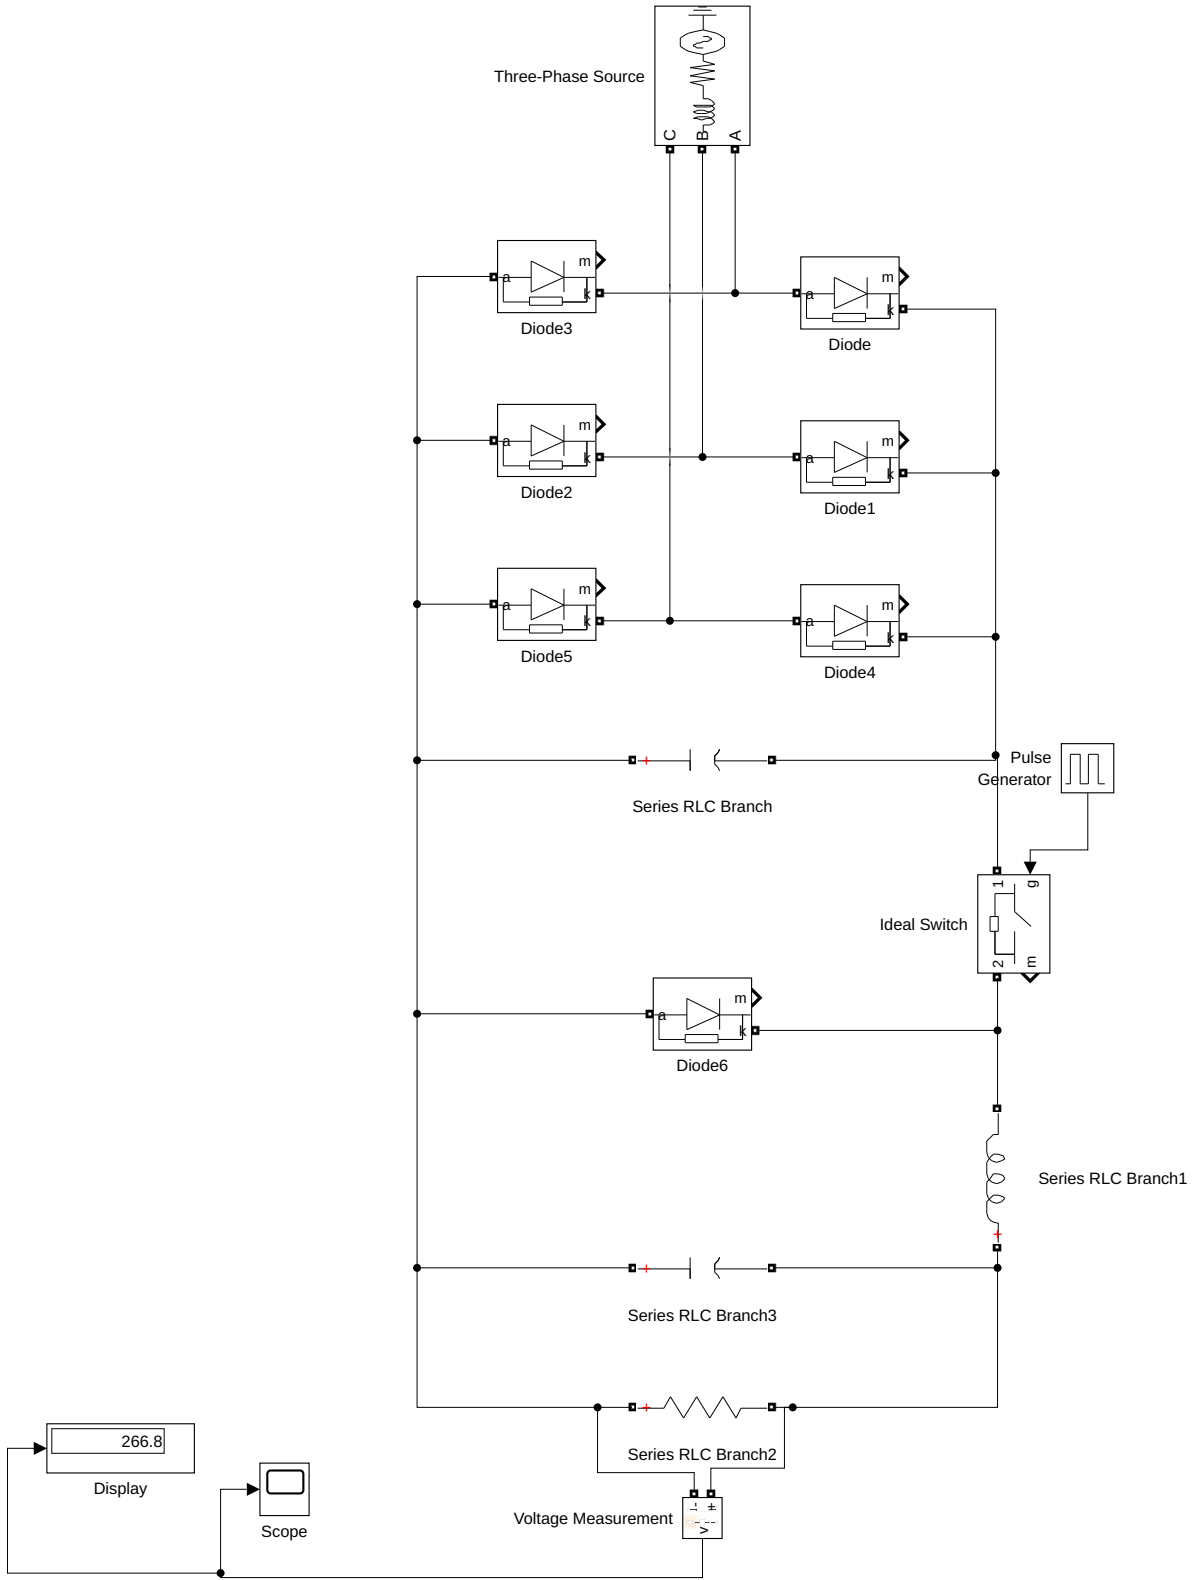 Three-Phase Source
C B A
m
a
k
Diode3
m
a
k
Diode
m
a
k
Diode2
m
a
k
Diode1
m
a
k
Diode5
m
a
k
Diode4
Pulse
Generator
Series RLC Branch
1 g
Ideal Switch
2 m
m
a
k
Diode6
Series RLC Branch1
+
+
Series RLC Branch3
+
266.8
Series RLC Branch2
Display
- +
Voltage Measurement
v
Scope